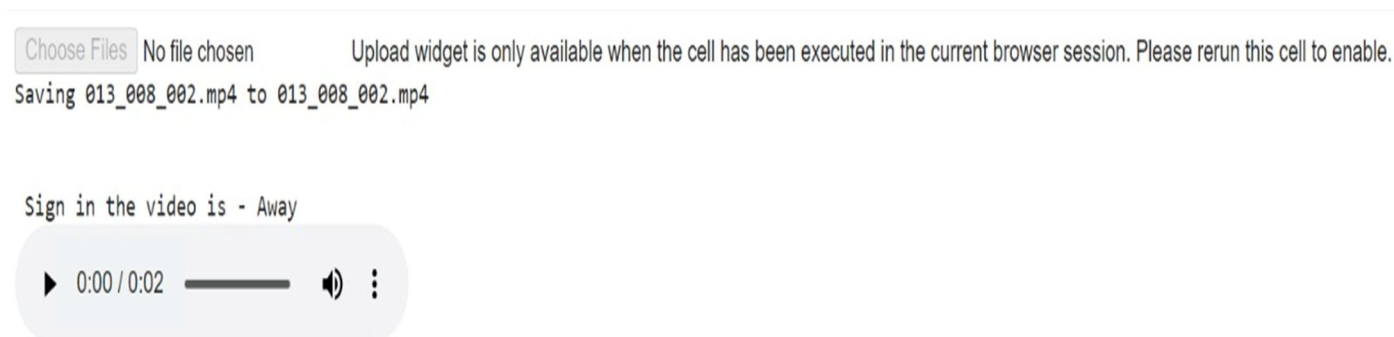 Choose Files No file chosen Upload widget is only available when the cell has been executed in the current browser session. Please rerun this cell to enable.
Saving 013_008_002.mp4 to 013_008_002.mp4
Sign in the video is - Away
0:00 / 0:02